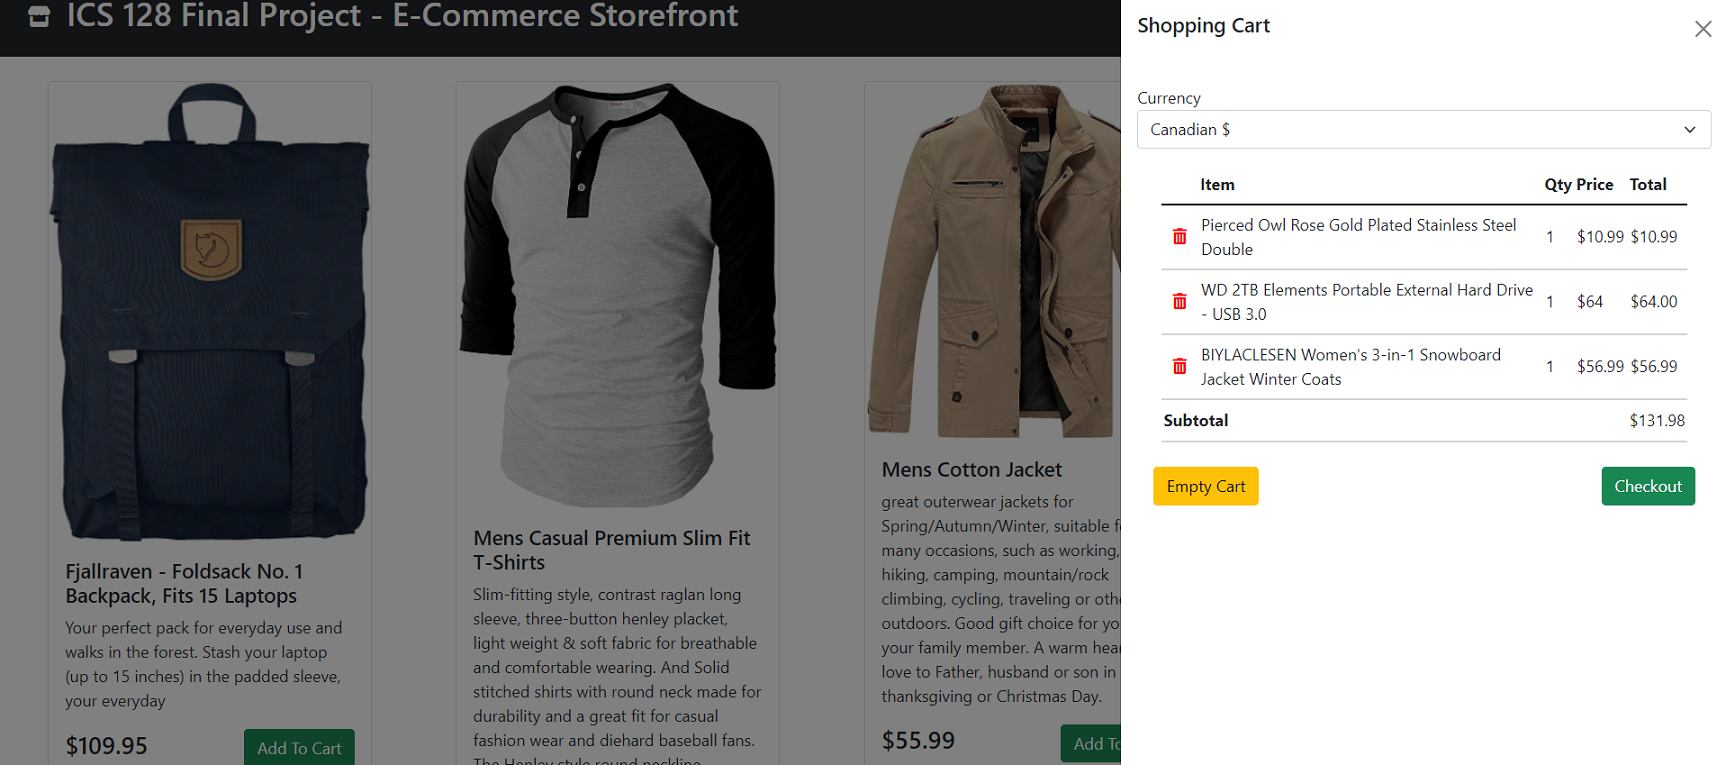 ICS 128 Final Project - E-Commerce Storefront
Fjallraven - Foldsack No. 1
Backpack, Fits 15 Laptops
Your perfect pack for everyday use and
walks in the forest. Stash your laptop
(up to 15 inches) in the padded sleeve,
your everyday
$109.95
Add To Cart
Mens Casual Premium Slim Fit
T-Shirts
Slim-fitting style, contrast raglan long
sleeve, three-button henley placket,
light weight & soft fabric for breathable
and comfortable wearing. And Solid
stitched shirts with round neck made for
durability and a great fit for casual
fashion wear and diehard baseball fans.
The Henley style round neckline
Mens Cotton Jacket
great outerwear jackets for
Spring/Autumn/Winter, suitable f
many occasions, such as working,
hiking, camping, mountain/rock
climbing, cycling, traveling or oth
outdoors. Good gift choice for yo
your family member. A warm hear
love to Father, husband or son in
thanksgiving or Christmas Day.
$55.99
Add To
Shopping Cart
Currency
Canadian $
Item Qty Price Total
Pierced Owl Rose Gold Plated Stainless Steel
Double
1 $10.99 $10.99
WD 2TB Elements Portable External Hard Drive
- USB 3.0
1 $64 $64.00
BIYLACLESEN Women's 3-in-1 Snowboard
Jacket Winter Coats
1 $56.99 $56.99
Subtotal $131.98
Empty Cart
Checkout